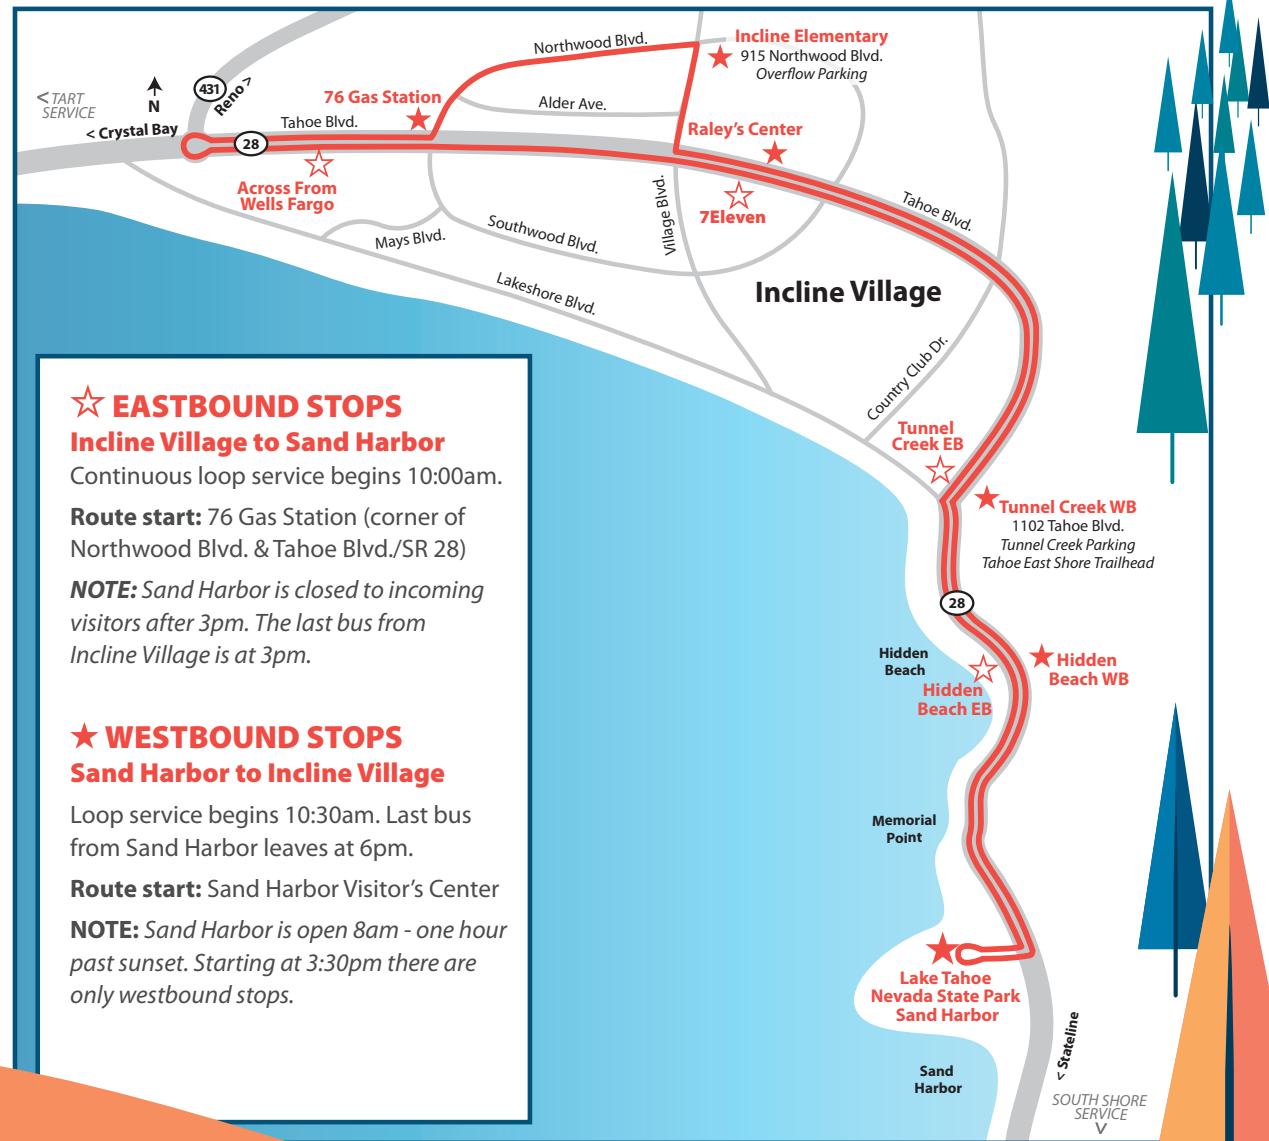 Northwood Blvd.
Incline Elementary
915 Northwood Blvd.
Overflow Parking
< TART
SERVICE
N
431
Reno >
76 Gas Station
Alder Ave.
< Crystal Bay
28
Tahoe Blvd.
Raley's Center
Across From
Wells Fargo
7Eleven
Village Blvd.
Tahoe Blvd.
Mays Blvd.
Southwood Blvd.
Lakeshore Blvd.
Incline Village
Country Club Dr.
Tunnel
Creek EB
Tunnel Creek WB
1102 Tahoe Blvd.
Tunnel Creek Parking
Tahoe East Shore Trailhead
28
Hidden
Beach
Hidden
Beach EB
Hidden
Beach WB
Memorial
Point
Lake Tahoe
Nevada State Park
Sand Harbor
Sand
Harbor
< Stateline
SOUTH SHORE
SERVICE
>
EASTBOUND STOPS
Incline Village to Sand Harbor
Continuous loop service begins 10:00am.
Route start: 76 Gas Station (corner of
Northwood Blvd. & Tahoe Blvd./SR 28)
NOTE: Sand Harbor is closed to incoming
visitors after 3pm. The last bus from
Incline Village is at 3pm.
WESTBOUND STOPS
Sand Harbor to Incline Village
Loop service begins 10:30am. Last bus
from Sand Harbor leaves at 6pm.
Route start: Sand Harbor Visitor's Center
NOTE: Sand Harbor is open 8am - one hour
past sunset. Starting at 3:30pm there are
only westbound stops.